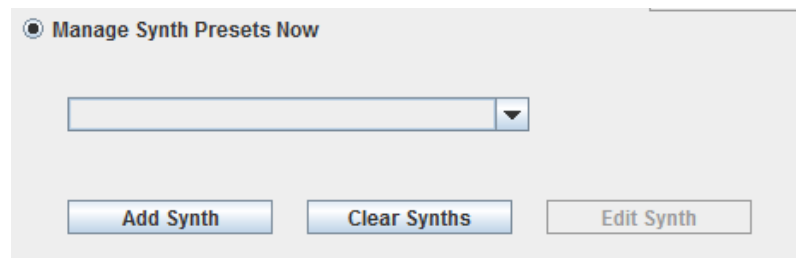 Manage Synth Presets Now
Add Synth
Clear Synths
Edit Synth